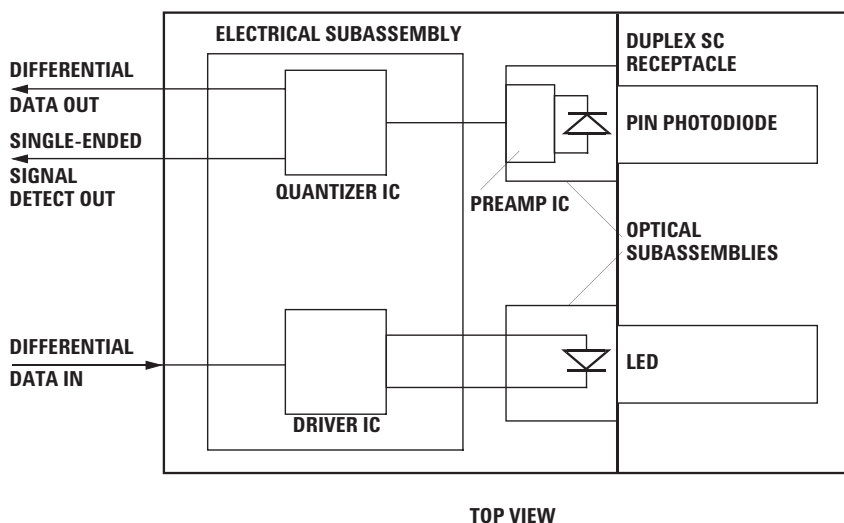 ELECTRICAL SUBASSEMBLY
DUPLEX SC
RECEPTACLE
DIFFERENTIAL
DATA OUT
SINGLE-ENDED
SIGNAL
DETECT OUT
QUANTIZER IC
PREAMP IC
PIN PHOTODIODE
OPTICAL
SUBASSEMBLIES
DIFFERENTIAL
DATA IN
DRIVER IC
LED
TOP VIEW